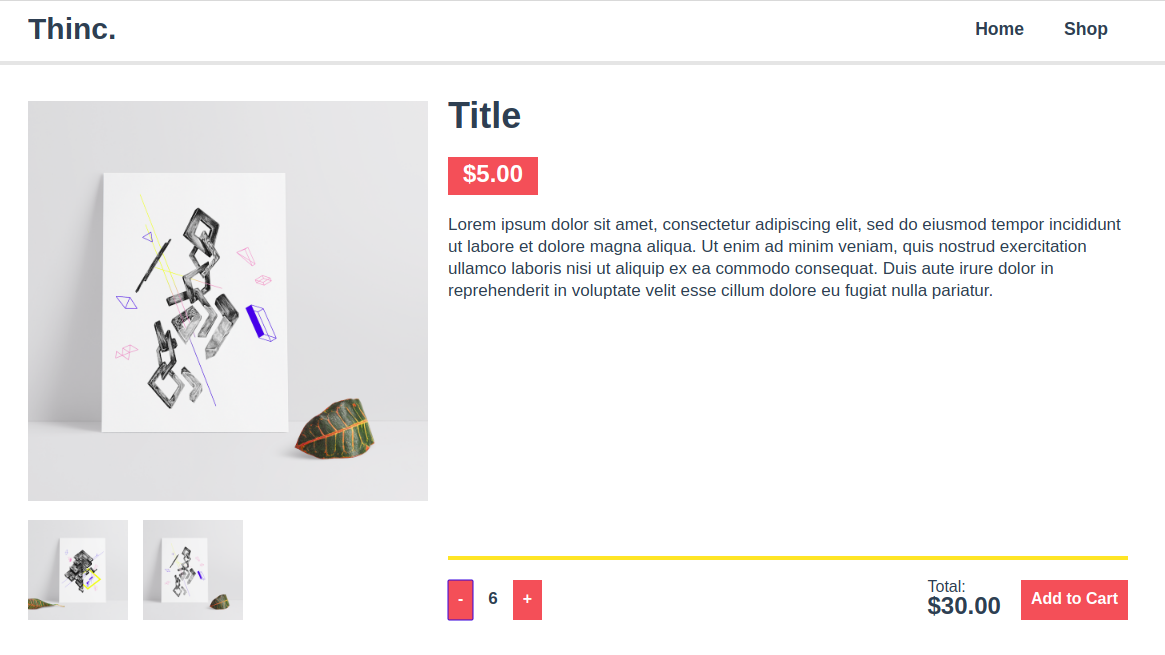 Thinc.
Home Shop
Title
$5.00
Lorem ipsum dolor sit amet, consectetur adipiscing elit, sed do eiusmod tempor incididunt
ut labore et dolore magna aliqua. Ut enim ad minim veniam, quis nostrud exercitation
ullamco laboris nisi ut aliquip ex ea commodo consequat. Duis aute irure dolor in
reprehenderit in voluptate velit esse cillum dolore eu fugiat nulla pariatur.
- 6 +
Total:
$30.00
Add to Cart